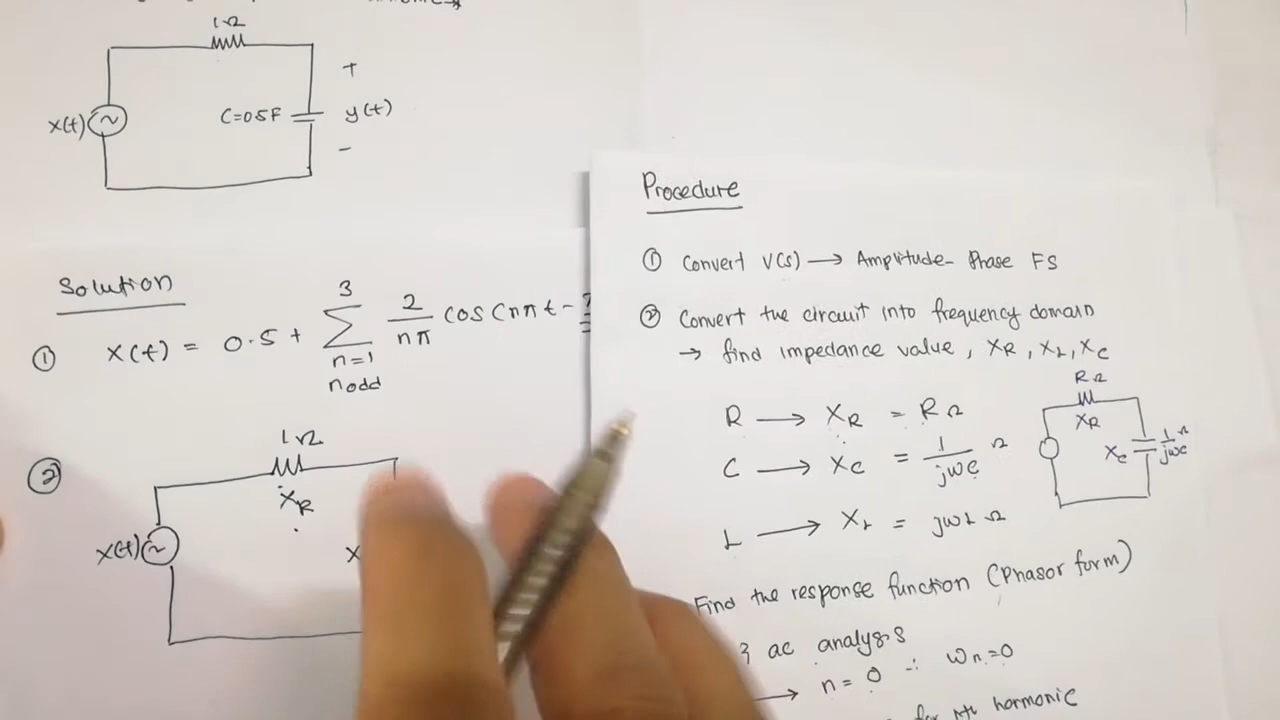 1Ω
x(t)
C=0.5F
+
y(t)
-
Solution
① x(t) = 0.5 + 3 Σ n=1 n odd 2/nπ cos(nπt -
②
1Ω
XR
x(t)
X
Procedure
① Convert V(s) → Amplitude- Phase FS
② Convert the circuit into frequency domain
→ find impedance value, XR, XL, XC
R → XR = RΩ
C → XC = 1/jωC Ω
L → XL = jωL Ω
RΩ
XR
XC 1/jωC Ω
Find the response function (Phasor form)
ac analysis
→ n = 0 ∴ ωn = 0
harmonic